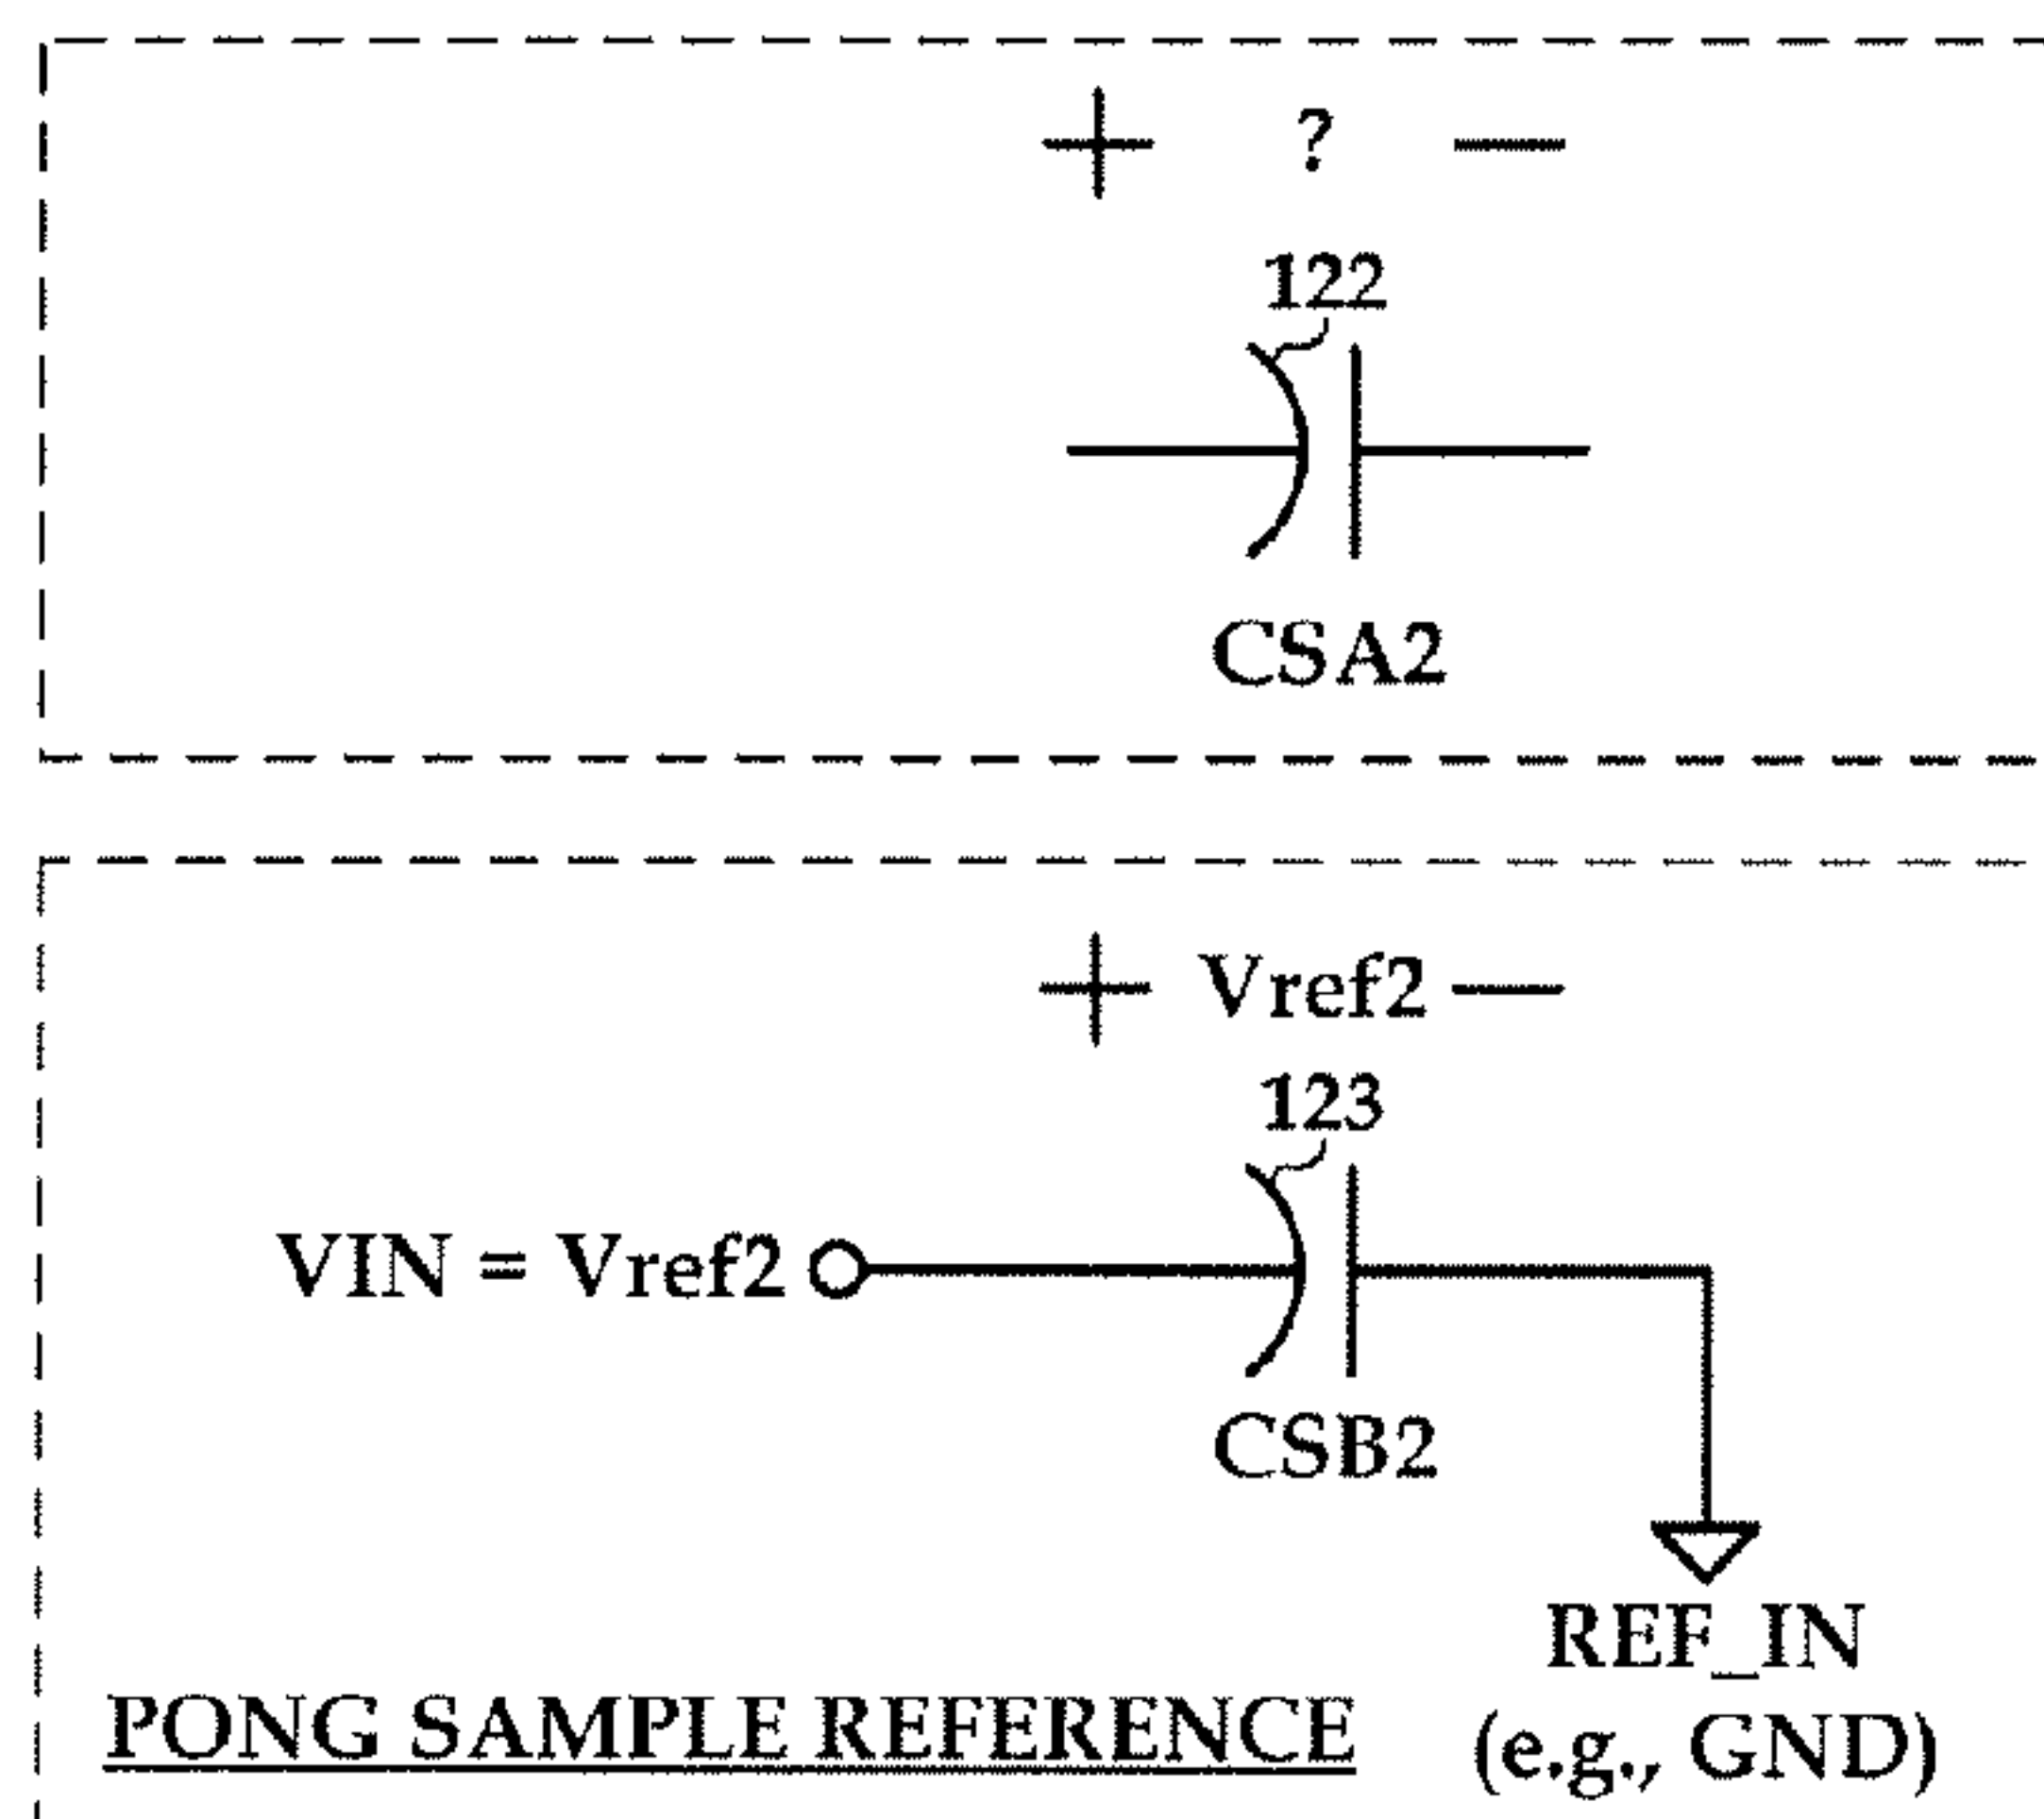 + ? −
122
CSA2
+ Vref2 −
123
VIN = Vref2
CSB2
REF_IN
PONG SAMPLE REFERENCE (e.g., GND)